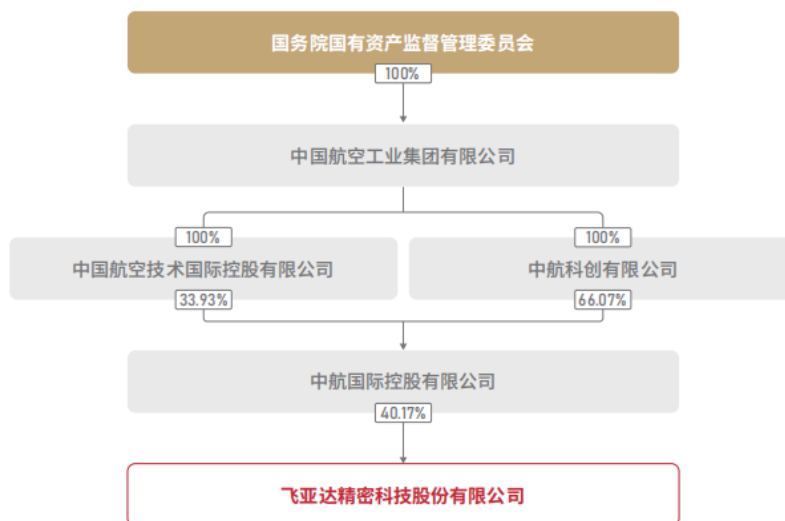 国务院国有资产监督管理委员会
100%
中国航空工业集团有限公司
100%
100%
中国航空技术国际控股有限公司
中航科创有限公司
33.93%
66.07%
中航国际控股有限公司
40.17%
飞亚达精密科技股份有限公司